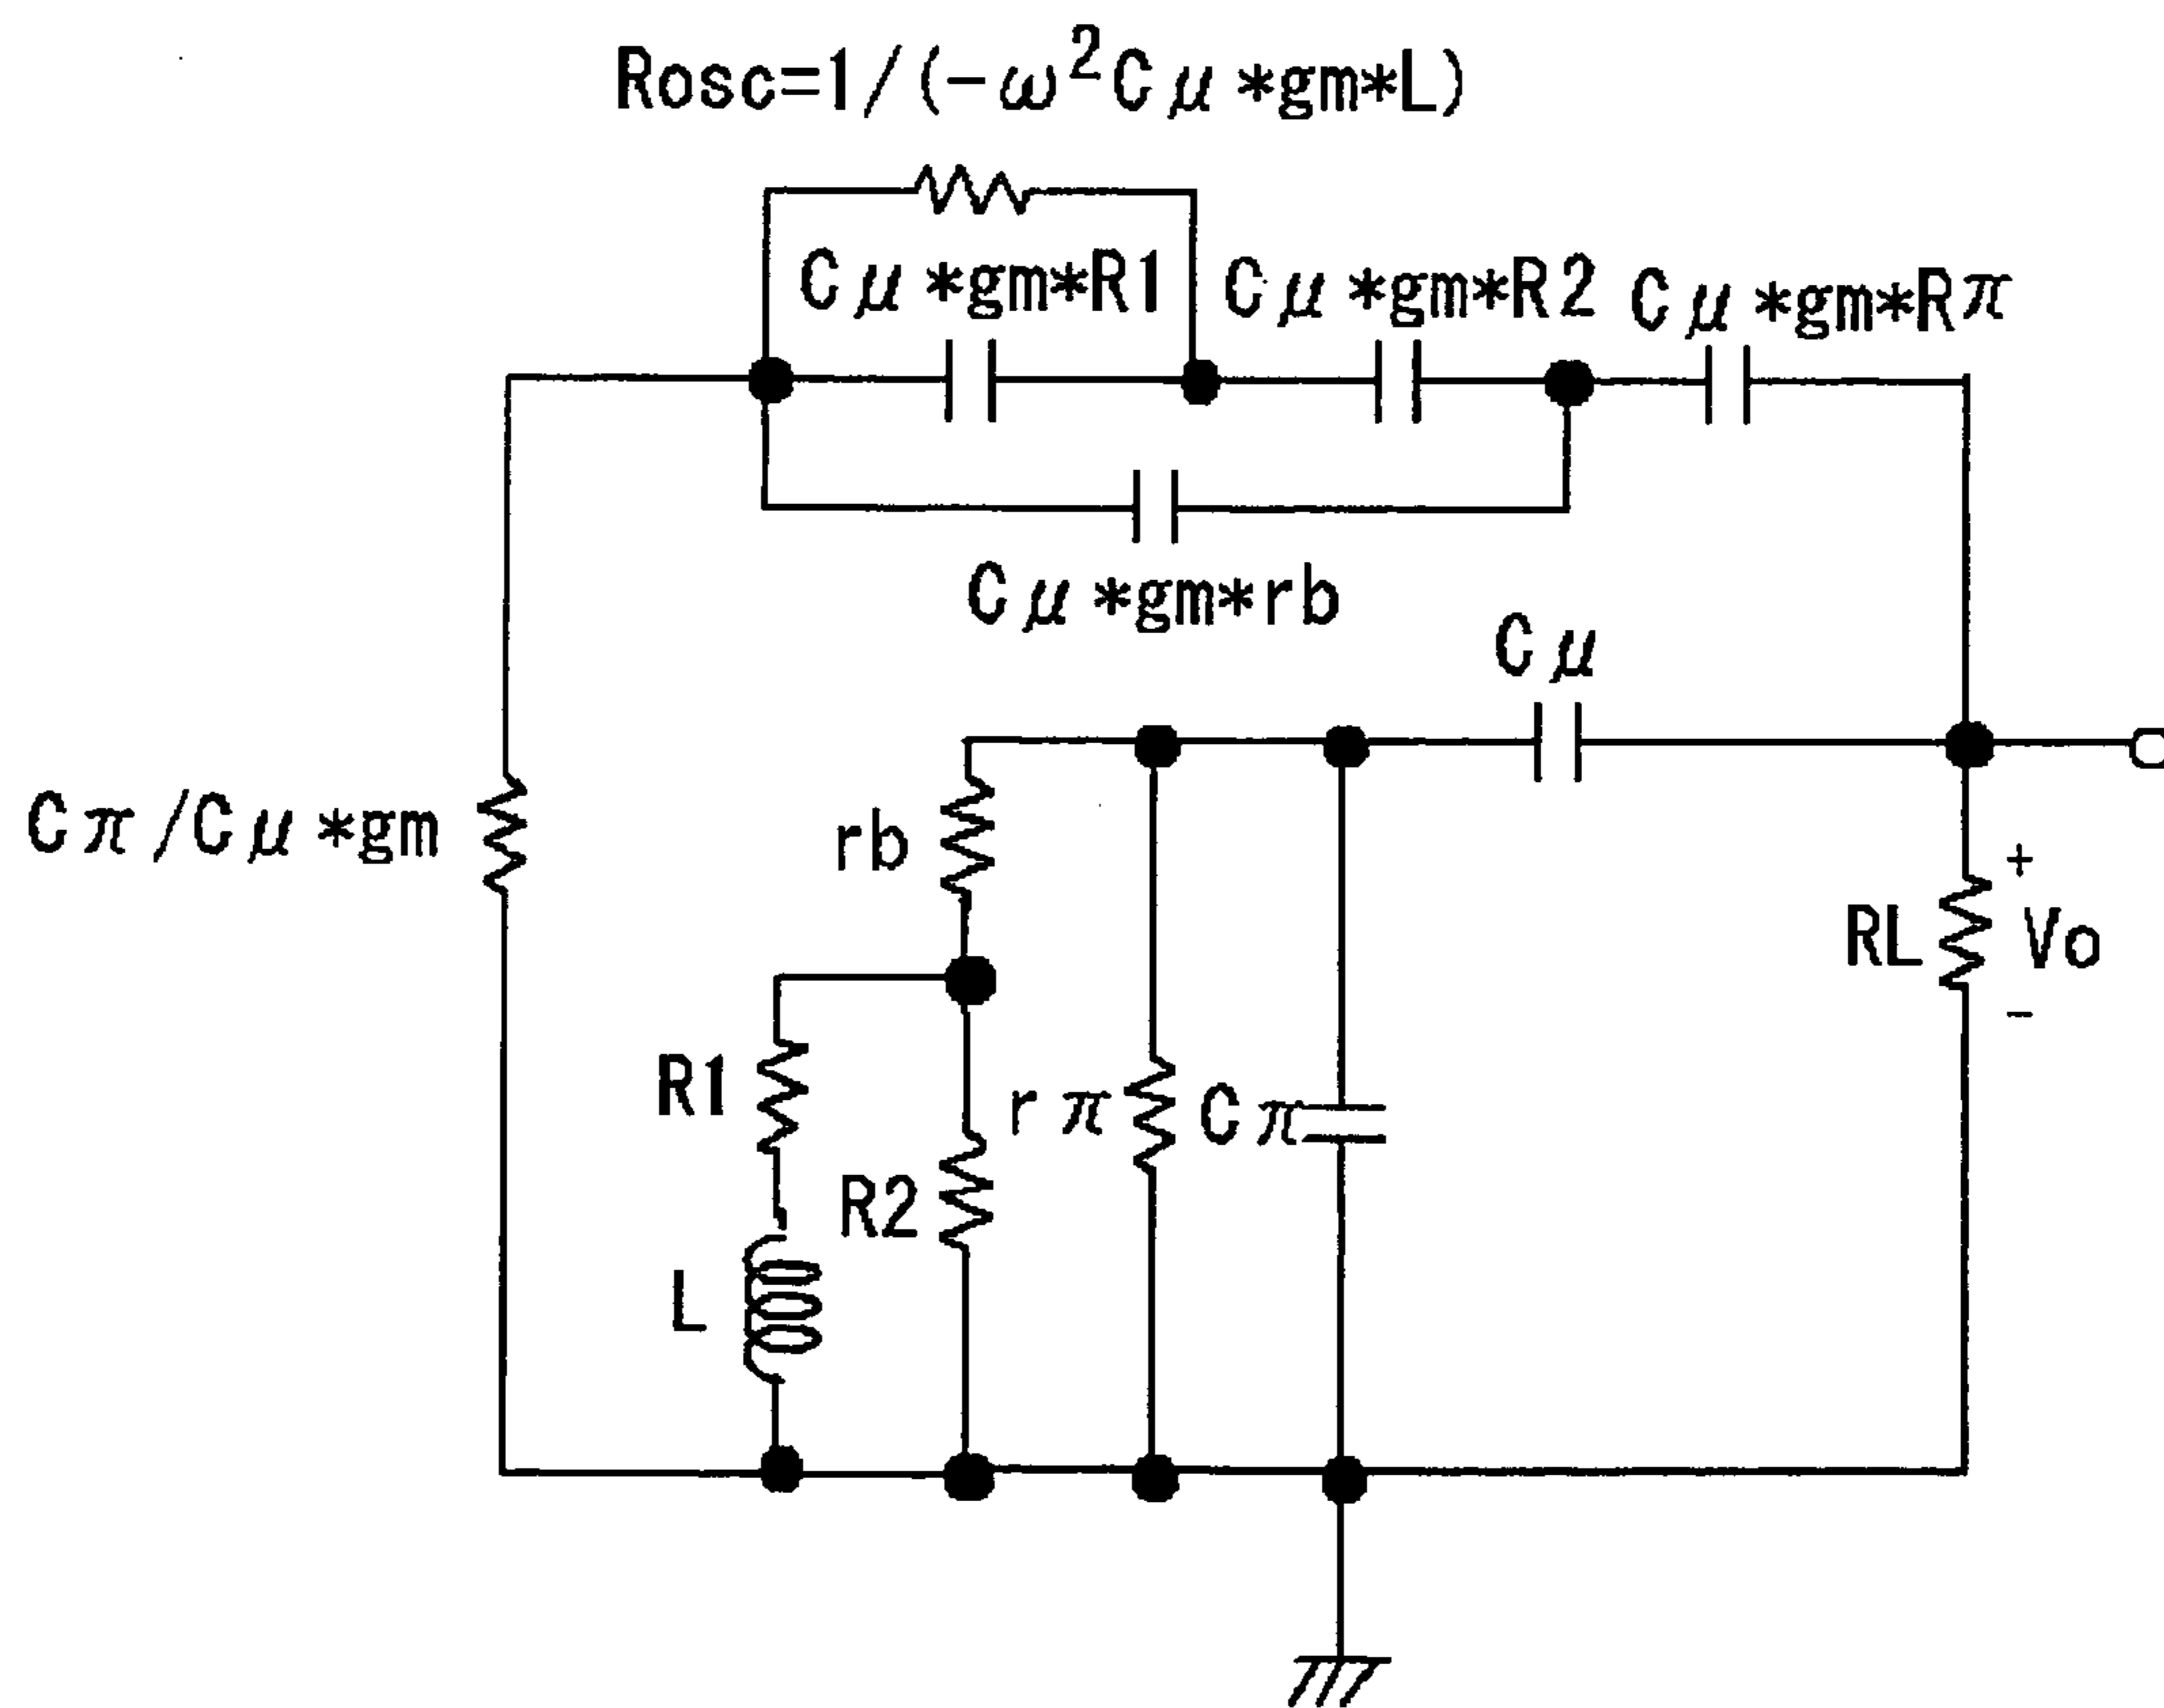 Rosc=1/(-ω²Cμ*gm*L)
Cμ*gm*R1
Cμ*gm*R2
Cμ*gm*Rπ
Cμ*gm*rb
Cμ
Cπ/Cμ*gm
rb
+
RL
Vo
-
R1
rπ
Cπ
R2
L